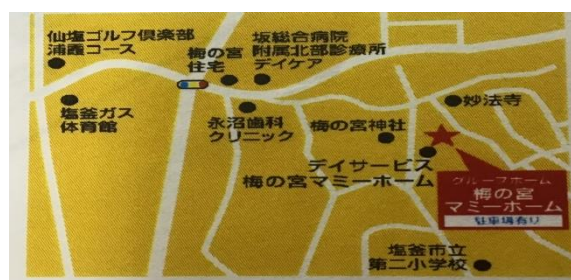 仙塩ゴルフ倶楽部
浦霞コース
塩釜ガス
体育館
梅の宮
住宅
坂総合病院
附属北部診療所
デイケア
永沼歯科
クリニック
梅の宮神社
妙法寺
デイサービス
梅の宮マミーホーム
グループホーム
梅の宮
マミーホーム
駐車場有り
塩釜市立
第二小学校